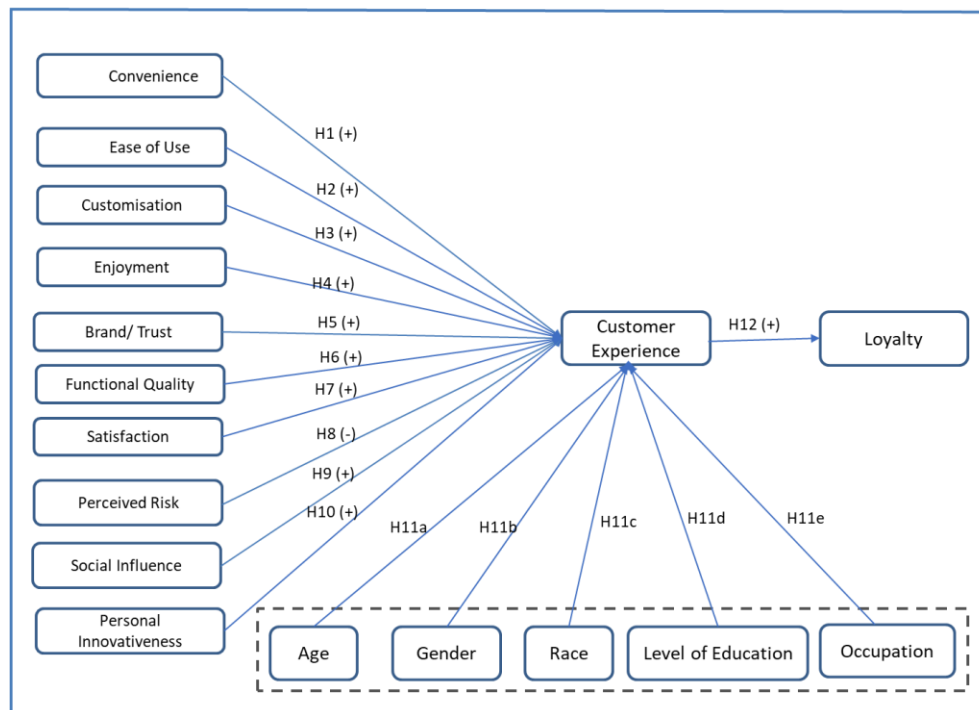 Convenience
H1 (+)
Ease of Use
H2 (+)
Customisation
H3 (+)
Enjoyment
H4 (+)
Brand/ Trust
H5 (+)
Customer
Experience
H12 (+)
Loyalty
Functional Quality
H6 (+)
Satisfaction
H7 (+)
H8 (-)
Perceived Risk
H9 (+)
H10 (+)
Social Influence
H11a
H11b
H11c
H11d
H11e
Personal
Innovativeness
Age
Gender
Race
Level of Education
Occupation